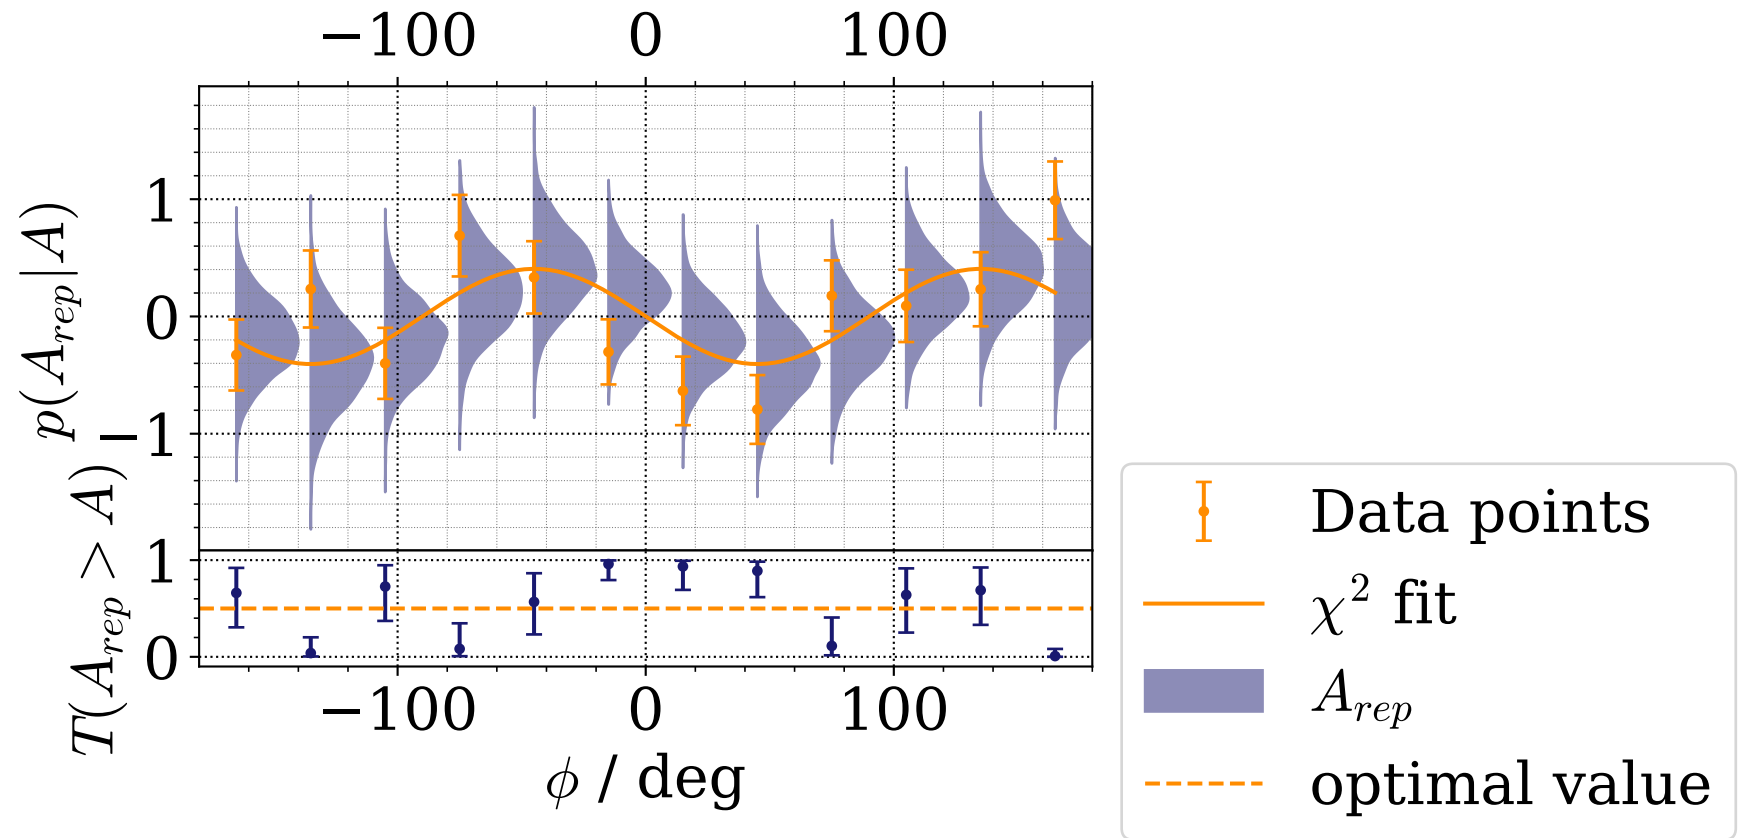 −100 0 100
p(A_rep|A)
1
0
−1
T(A_rep > A)
1
0
−100 0 100
ϕ / deg
Data points
χ² fit
A_rep
optimal value